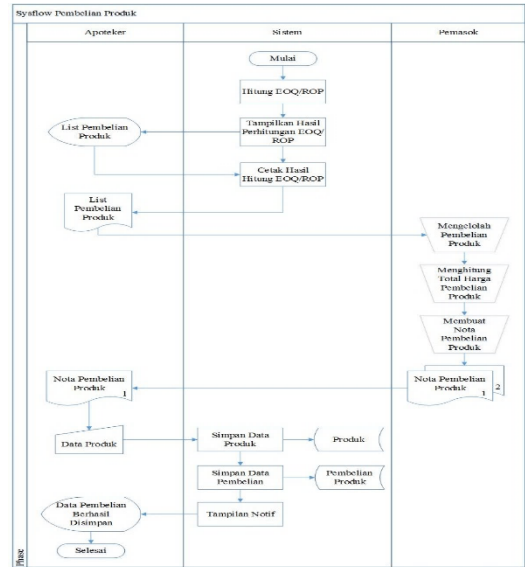 Sysflow Pembelian Produk
Apoteker
Sistem
Pemasok
Mulai
Hitung EOQ/ROP
Tampilkan Hasil
Perhitungan EOQ/
ROP
List Pembelian
Produk
Cetak Hasil
Hitung EOQ/ROP
List
Pembelian
Produk
Mengelolah
Pembelian
Produk
Menghitung
Total Harga
Pembelian
Produk
Membuat
Nota
Pembelian
Produk
Nota Pembelian
Produk
1
2
Nota Pembelian
Produk
1
Data Produk
Simpan Data
Produk
Produk
Simpan Data
Pembelian
Pembelian
Produk
Tampilan Notif
Data Pembelian
Berhasil
Disimpan
Selesai
Phase